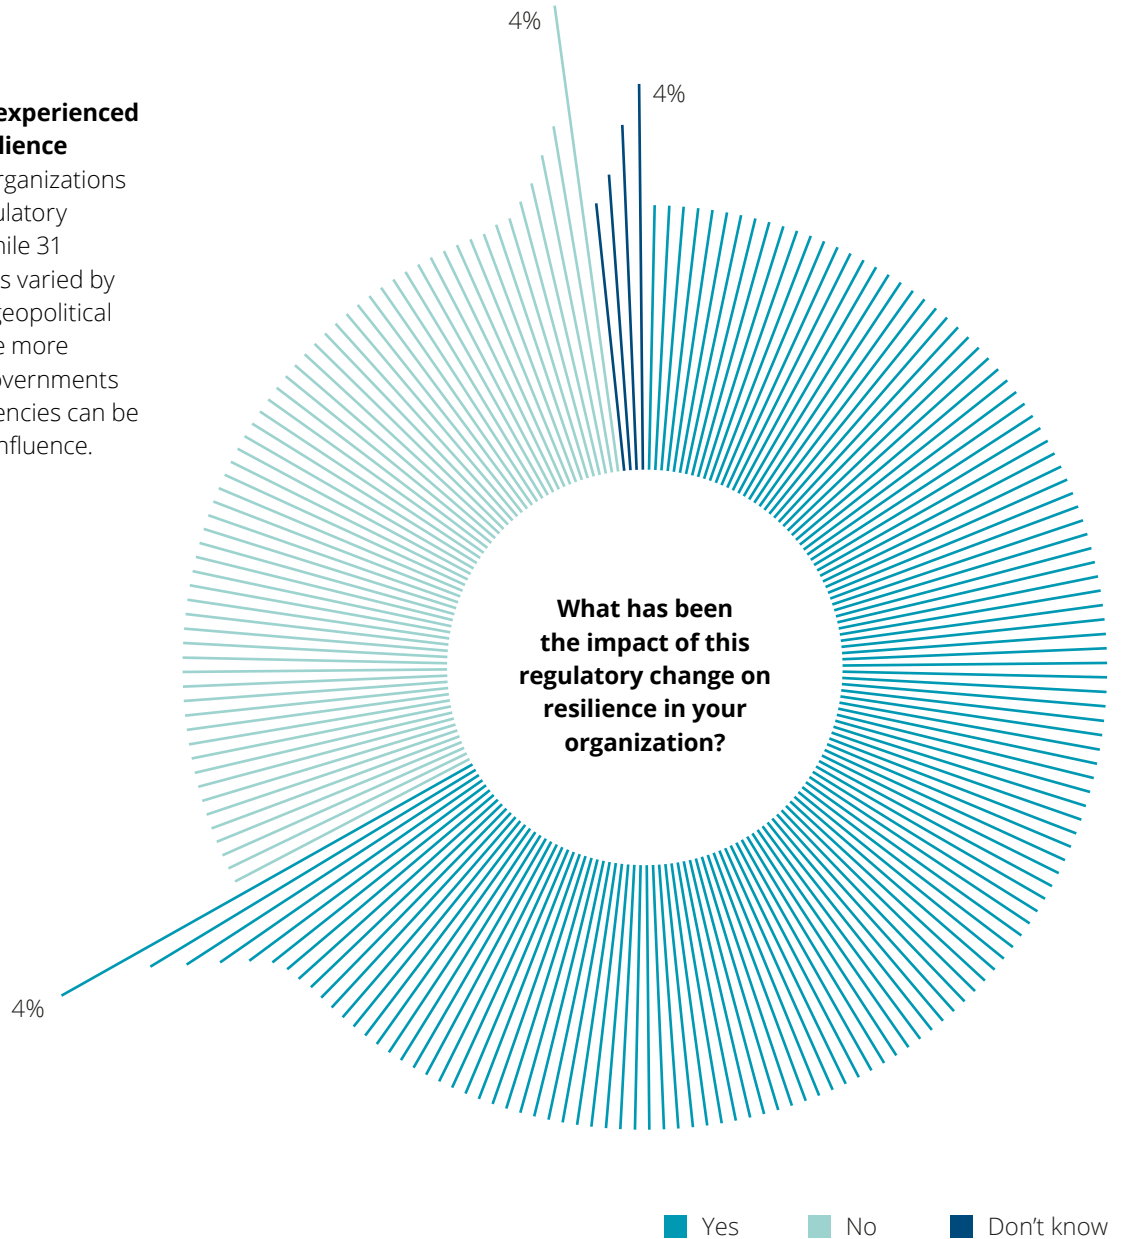 4%
4%
experienced
lience
rganizations
ulatory
hile 31
s varied by
geopolitical
e more
overnments
encies can be
nfluence.
What has been
the impact of this
regulatory change on
resilience in your
organization?
4%
Yes
No
Don't know